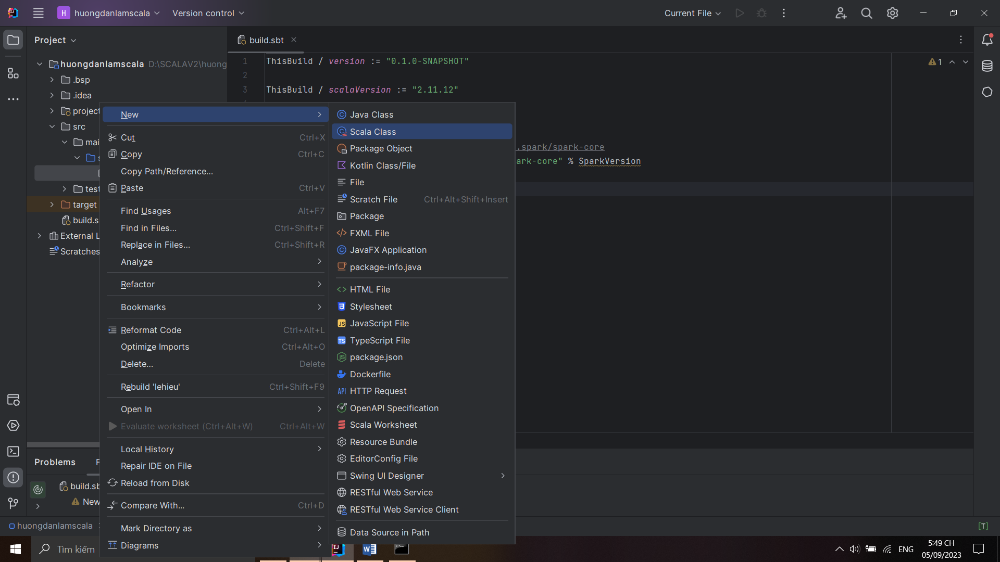 H huongdanlamscala Version control Current File
Project
build.sbt
huongdanlamscala D:\SCALAV2\huong
.bsp
.idea
project
src
test
target
build.s
External L
Scratches
1 ThisBuild / version := "0.1.0-SNAPSHOT"
2
3 ThisBuild / scalaVersion := "2.11.12"
1
.spark/spark-core
ark-core" % SparkVersion
New
Cut Ctrl+X
Copy Ctrl+C
Copy Path/Reference...
Paste Ctrl+V
Find Usages Alt+F7
Find in Files... Ctrl+Shift+F
Replace in Files... Ctrl+Shift+R
Analyze
Refactor
Bookmarks
Reformat Code Ctrl+Alt+L
Optimize Imports Ctrl+Alt+O
Delete... Delete
Rebuild 'lehieu' Ctrl+Shift+F9
Open In
Evaluate worksheet (Ctrl+Alt+W) Ctrl+Alt+W
Local History
Repair IDE on File
Reload from Disk
Compare With... Ctrl+D
Mark Directory as
Diagrams
Java Class
Scala Class
Package Object
Kotlin Class/File
File
Scratch File Ctrl+Alt+Shift+Insert
Package
FXML File
JavaFX Application
package-info.java
HTML File
Stylesheet
JavaScript File
TypeScript File
package.json
Dockerfile
HTTP Request
OpenAPI Specification
Scala Worksheet
Resource Bundle
EditorConfig File
Swing UI Designer
RESTful Web Service
RESTful Web Service Client
Data Source in Path
Problems F
build.sb
New
huongdanlamscala
[T]
Tìm kiếm
ENG
5:49 CH
05/09/2023